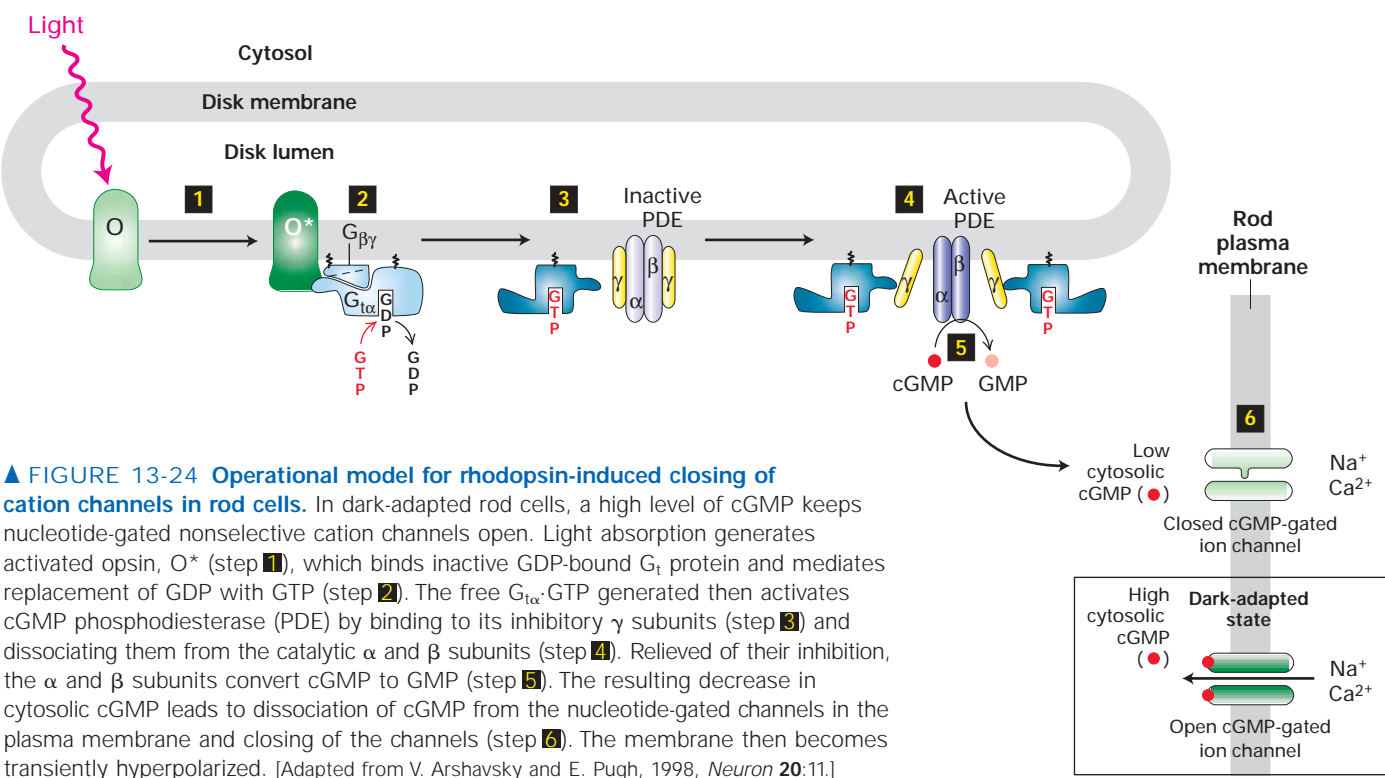 Light
Cytosol
Disk membrane
Disk lumen
1
2
3
Inactive
PDE
4
Active
PDE
O
O*
Gβγ
Gtα
G
D
P
G
T
P
G
D
P
G
T
P
γ
α
β
γ
G
T
P
γ
α
β
γ
G
T
P
5
cGMP
GMP
Rod
plasma
membrane
6
Low
cytosolic
cGMP (●)
Na⁺
Ca²⁺
Closed cGMP-gated
ion channel
High
cytosolic
cGMP
(●)
Dark-adapted
state
Na⁺
Ca²⁺
Open cGMP-gated
ion channel
▲ FIGURE 13-24 Operational model for rhodopsin-induced closing of
cation channels in rod cells. In dark-adapted rod cells, a high level of cGMP keeps
nucleotide-gated nonselective cation channels open. Light absorption generates
activated opsin, O* (step 1), which binds inactive GDP-bound Gt protein and mediates
replacement of GDP with GTP (step 2). The free Gtα·GTP generated then activates
cGMP phosphodiesterase (PDE) by binding to its inhibitory γ subunits (step 3) and
dissociating them from the catalytic α and β subunits (step 4). Relieved of their inhibition,
the α and β subunits convert cGMP to GMP (step 5). The resulting decrease in
cytosolic cGMP leads to dissociation of cGMP from the nucleotide-gated channels in the
plasma membrane and closing of the channels (step 6). The membrane then becomes
transiently hyperpolarized. [Adapted from V. Arshavsky and E. Pugh, 1998, Neuron 20:11.]